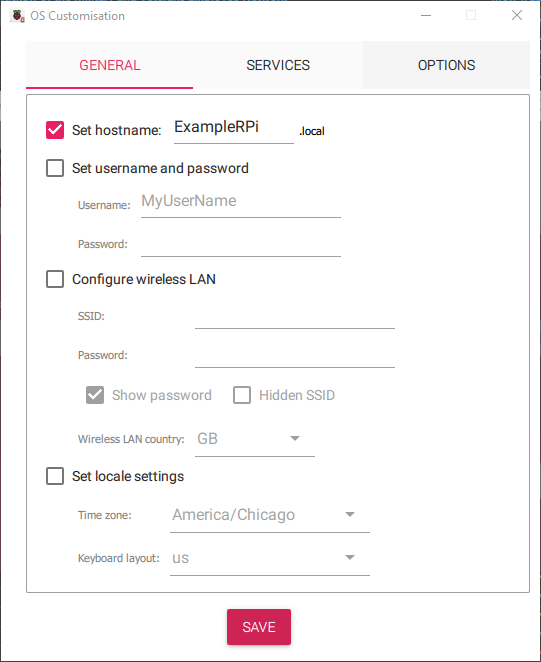 OS Customisation
GENERAL SERVICES OPTIONS
Set hostname: ExampleRPi .local
Set username and password
Username: MyUserName
Password:
Configure wireless LAN
SSID:
Password:
Show password Hidden SSID
Wireless LAN country: GB
Set locale settings
Time zone: America/Chicago
Keyboard layout: us
SAVE